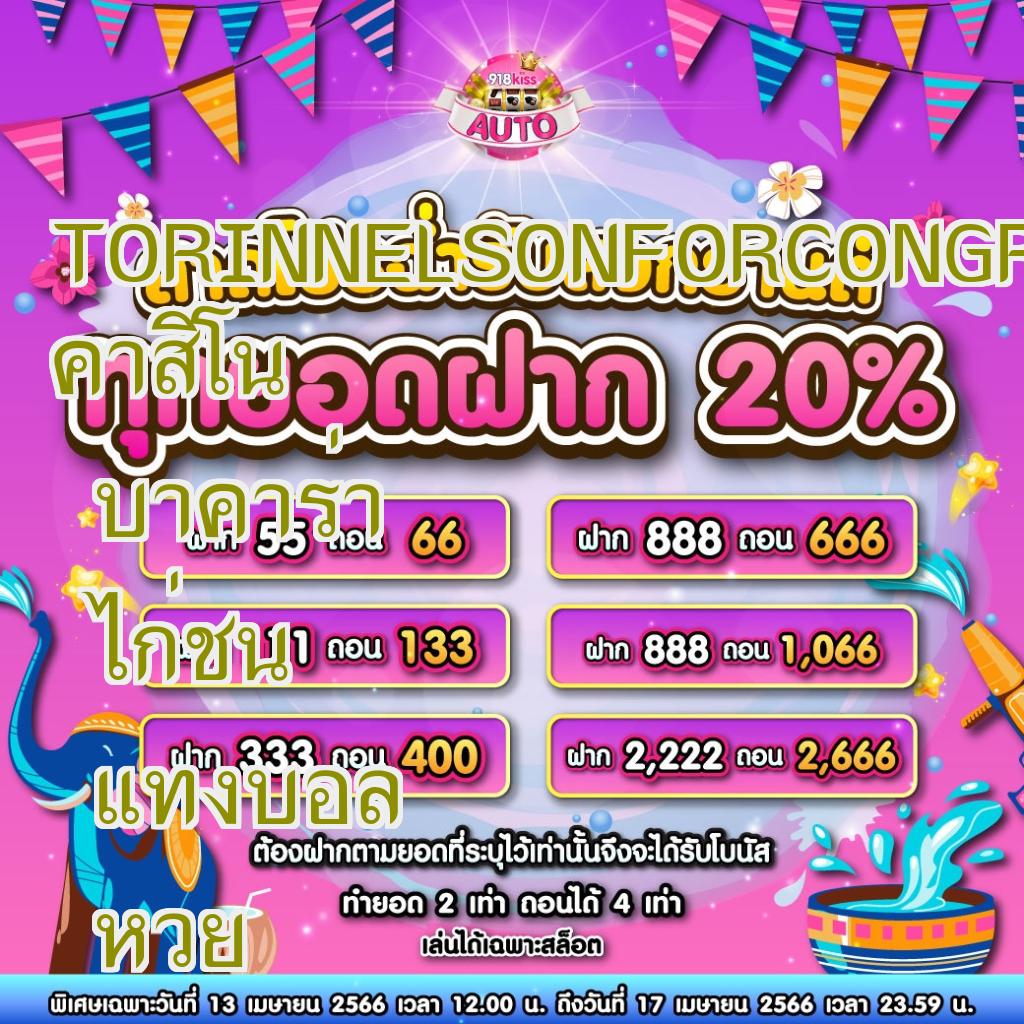 918kiss
AUTO
TORINNELSONFORCONGR
คาสิโน
ทุกยอดฝาก 20%
บาคาร่า
ฝาก 55 ถอน 66
ฝาก 888 ถอน 666
ไก่ชน
ถอน 133
ฝาก 888 ถอน 1,066
ฝาก 333 ถอน 400
ฝาก 2,222 ถอน 2,666
แทงบอล
ต้องฝากตามยอดที่ระบุไว้เท่านั้นจึงจะได้รับโบนัส
ทำยอด 2 เท่า ถอนได้ 4 เท่า
หวย
เล่นได้เฉพาะสล็อต
พิเศษเฉพาะวันที่ 13 เมษายน 2566 เวลา 12.00 น. ถึงวันที่ 17 เมษายน 2566 เวลา 23.59 น.